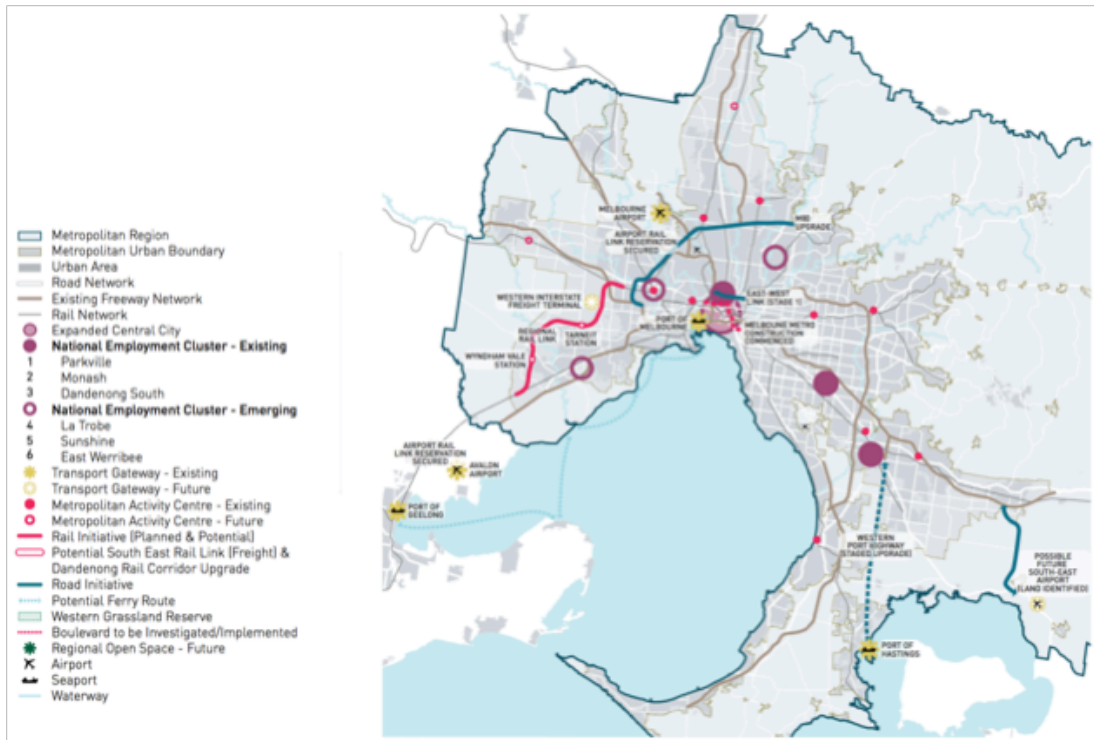 Metropolitan Region
Metropolitan Urban Boundary
Urban Area
Road Network
Existing Freeway Network
Rail Network
Expanded Central City
National Employment Cluster - Existing
1 Parkville
2 Monash
3 Dandenong South
National Employment Cluster - Emerging
4 La Trobe
5 Sunshine
6 East Werribee
Transport Gateway - Existing
Transport Gateway - Future
Metropolitan Activity Centre - Existing
Metropolitan Activity Centre - Future
Rail Initiative (Planned & Potential)
Potential South East Rail Link (Freight) &
Dandenong Rail Corridor Upgrade
Road Initiative
Potential Ferry Route
Western Grassland Reserve
Boulevard to be Investigated/Implemented
Regional Open Space - Future
Airport
Seaport
Waterway
MELBOURNE
AIRPORT
M80
UPGRADE
AIRPORT RAIL
LINK RESERVATION
SECURED
WESTERN INTERSTATE
FREIGHT TERMINAL
EAST-WEST
LINK (STAGE 1)
PORT OF
MELBOURNE
MELBOURNE METRO
CONSTRUCTION
COMMENCED
REGIONAL
RAIL LINK
TARNEIT
STATION
WYNDHAM VALE
STATION
AIRPORT RAIL
LINK RESERVATION
SECURED
AVALON
AIRPORT
PORT OF
GEELONG
WESTERN
PORT HIGHWAY
(STAGED UPGRADE)
POSSIBLE
FUTURE
SOUTH-EAST
AIRPORT
(LAND IDENTIFIED)
PORT OF
HASTINGS